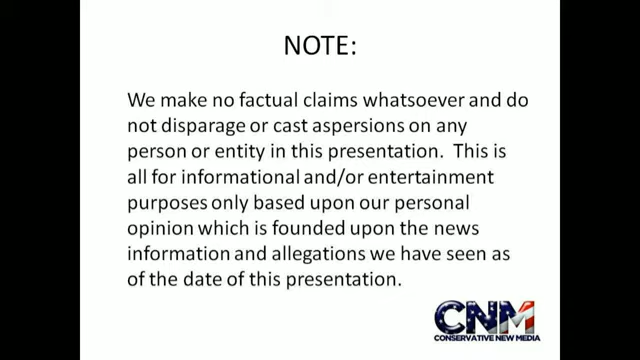 NOTE:
We make no factual claims whatsoever and do
not disparage or cast aspersions on any
person or entity in this presentation.  This is
all for informational and/or entertainment
purposes only based upon our personal
opinion which is founded upon the news
information and allegations we have seen as
of the date of this presentation.
CNM
CONSERVATIVE NEW MEDIA